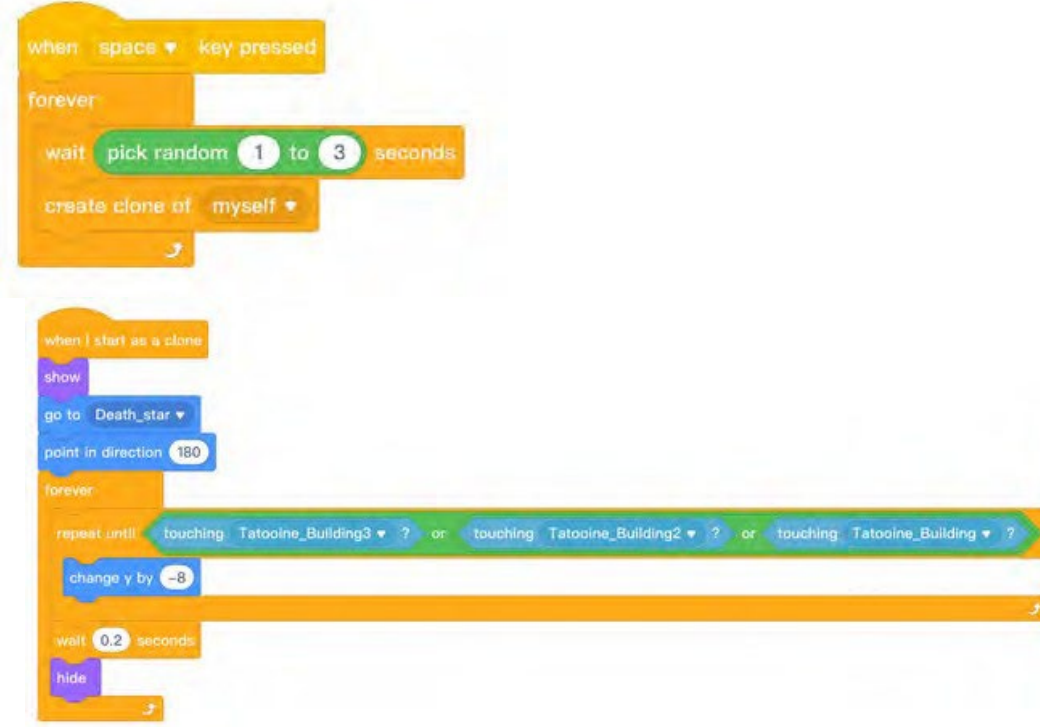 when space key pressed
forever
wait pick random 1 to 3 seconds
create clone of myself
when I start as a clone
show
go to Death_star
point in direction 180
forever
repeat until touching Tatooine_Building3 ? or touching Tatooine_Building2 ? or touching Tatooine_Building ?
change y by -8
wait 0.2 seconds
hide